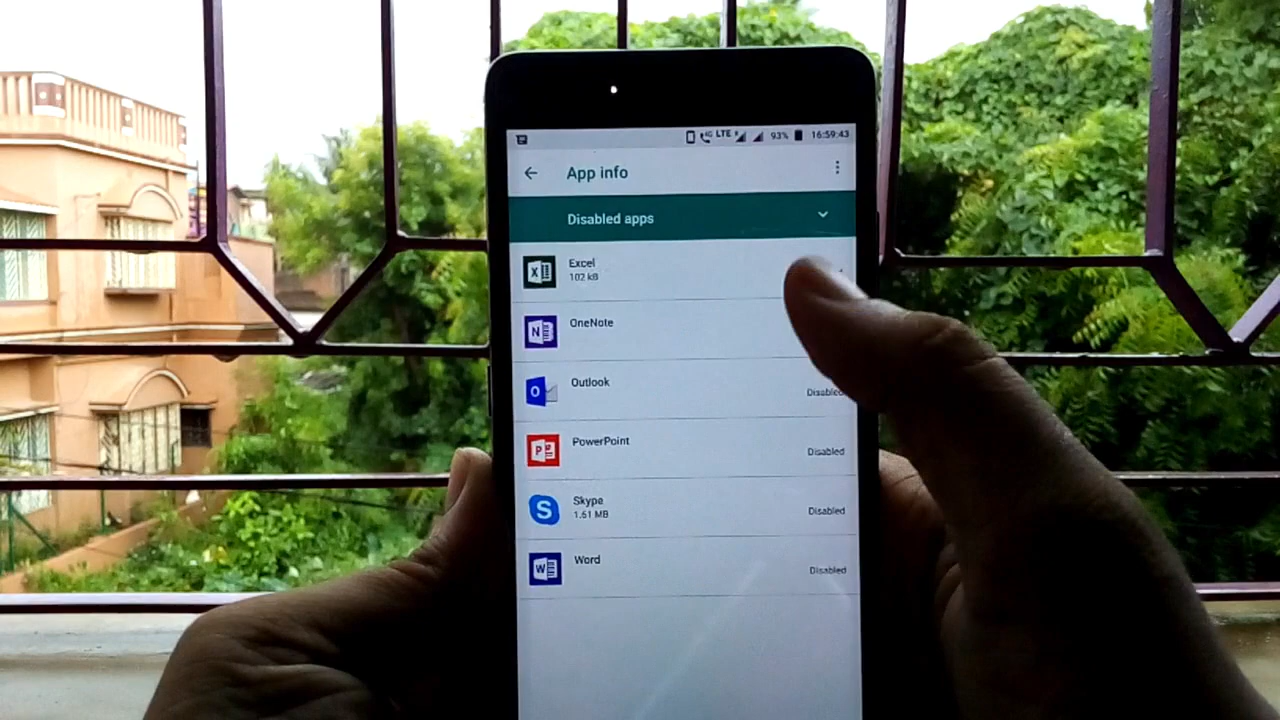 LTE 93% 16:59:43
App info
Disabled apps
Excel
102 kB
OneNote
Outlook
Disabled
PowerPoint
Disabled
Skype
1.61 MB
Disabled
Word
Disabled